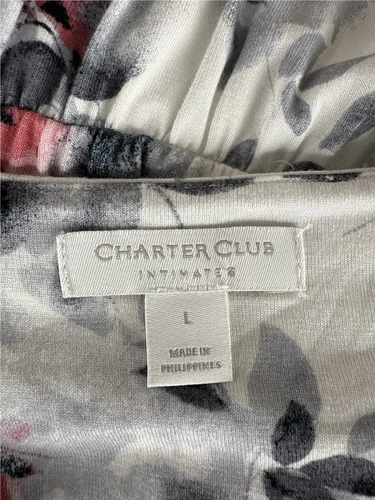 CHARTER CLUB
INTIMATES
L
MADE IN
PHILIPPINES